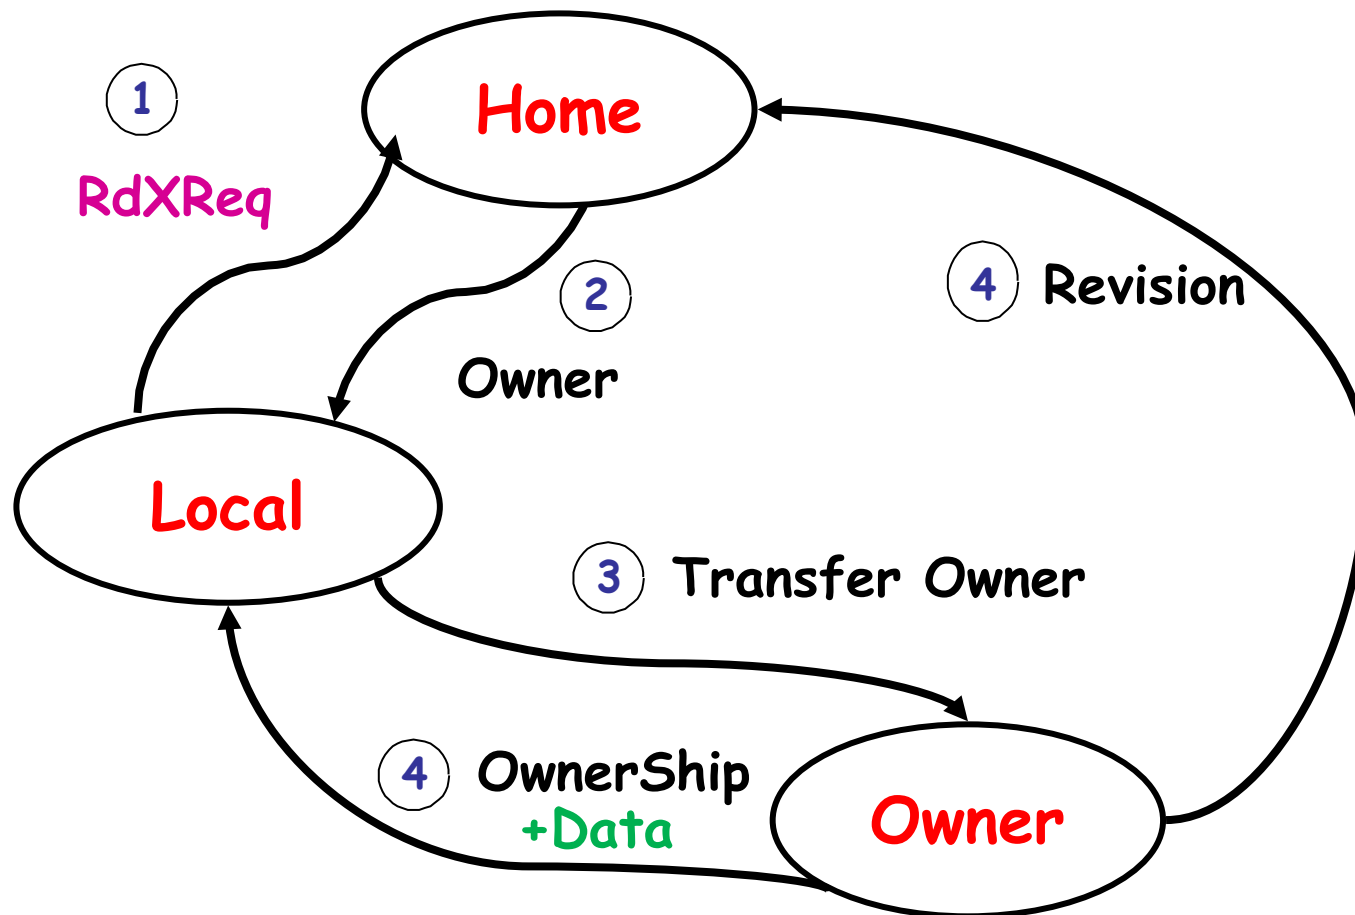 1
Home
RdXReq
2
4 Revision
Owner
Local
3 Transfer Owner
4 OwnerShip
+Data
Owner